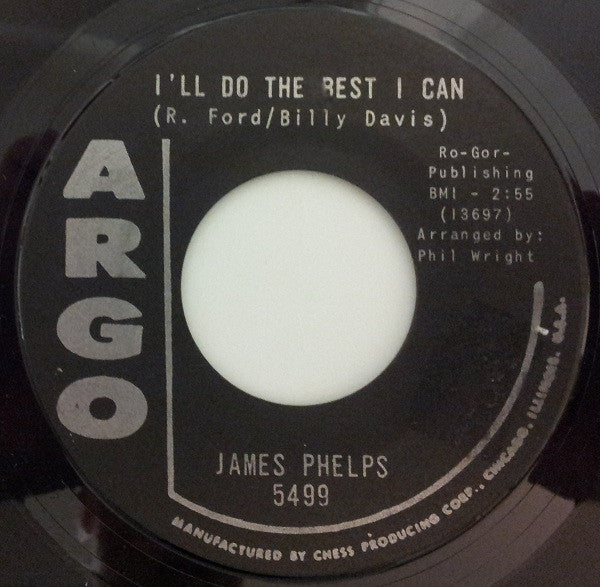 I'LL DO THE BEST I CAN
(R. Ford/Billy Davis)
ARGO
Ro-Gor-
Publishing
BMI - 2:55
(13697)
Arranged by:
Phil Wright
JAMES PHELPS
5499
MANUFACTURED BY CHESS PRODUCING CORP., CHICAGO, ILLINOIS, U.S.A.